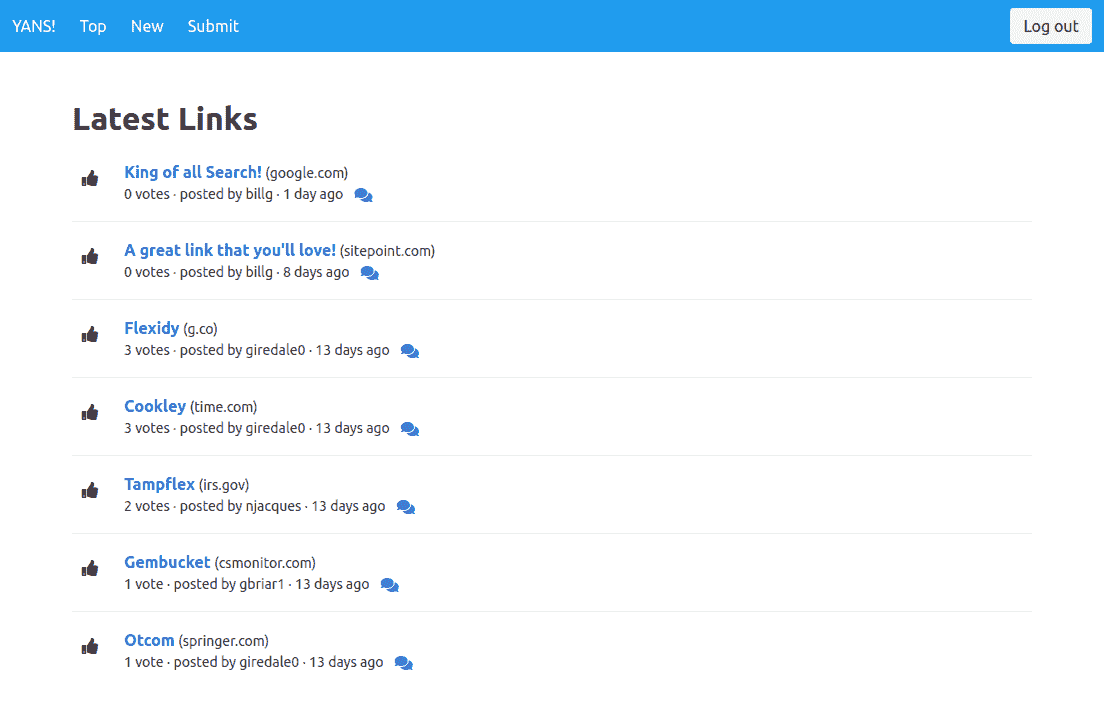 YANS! Top New Submit Log out
Latest Links
King of all Search! (google.com)
0 votes · posted by billg · 1 day ago
A great link that you'll love! (sitepoint.com)
0 votes · posted by billg · 8 days ago
Flexidy (g.co)
3 votes · posted by giredale0 · 13 days ago
Cookley (time.com)
3 votes · posted by giredale0 · 13 days ago
Tampflex (irs.gov)
2 votes · posted by njacques · 13 days ago
Gembucket (csmonitor.com)
1 vote · posted by gbriar1 · 13 days ago
Otcom (springer.com)
1 vote · posted by giredale0 · 13 days ago